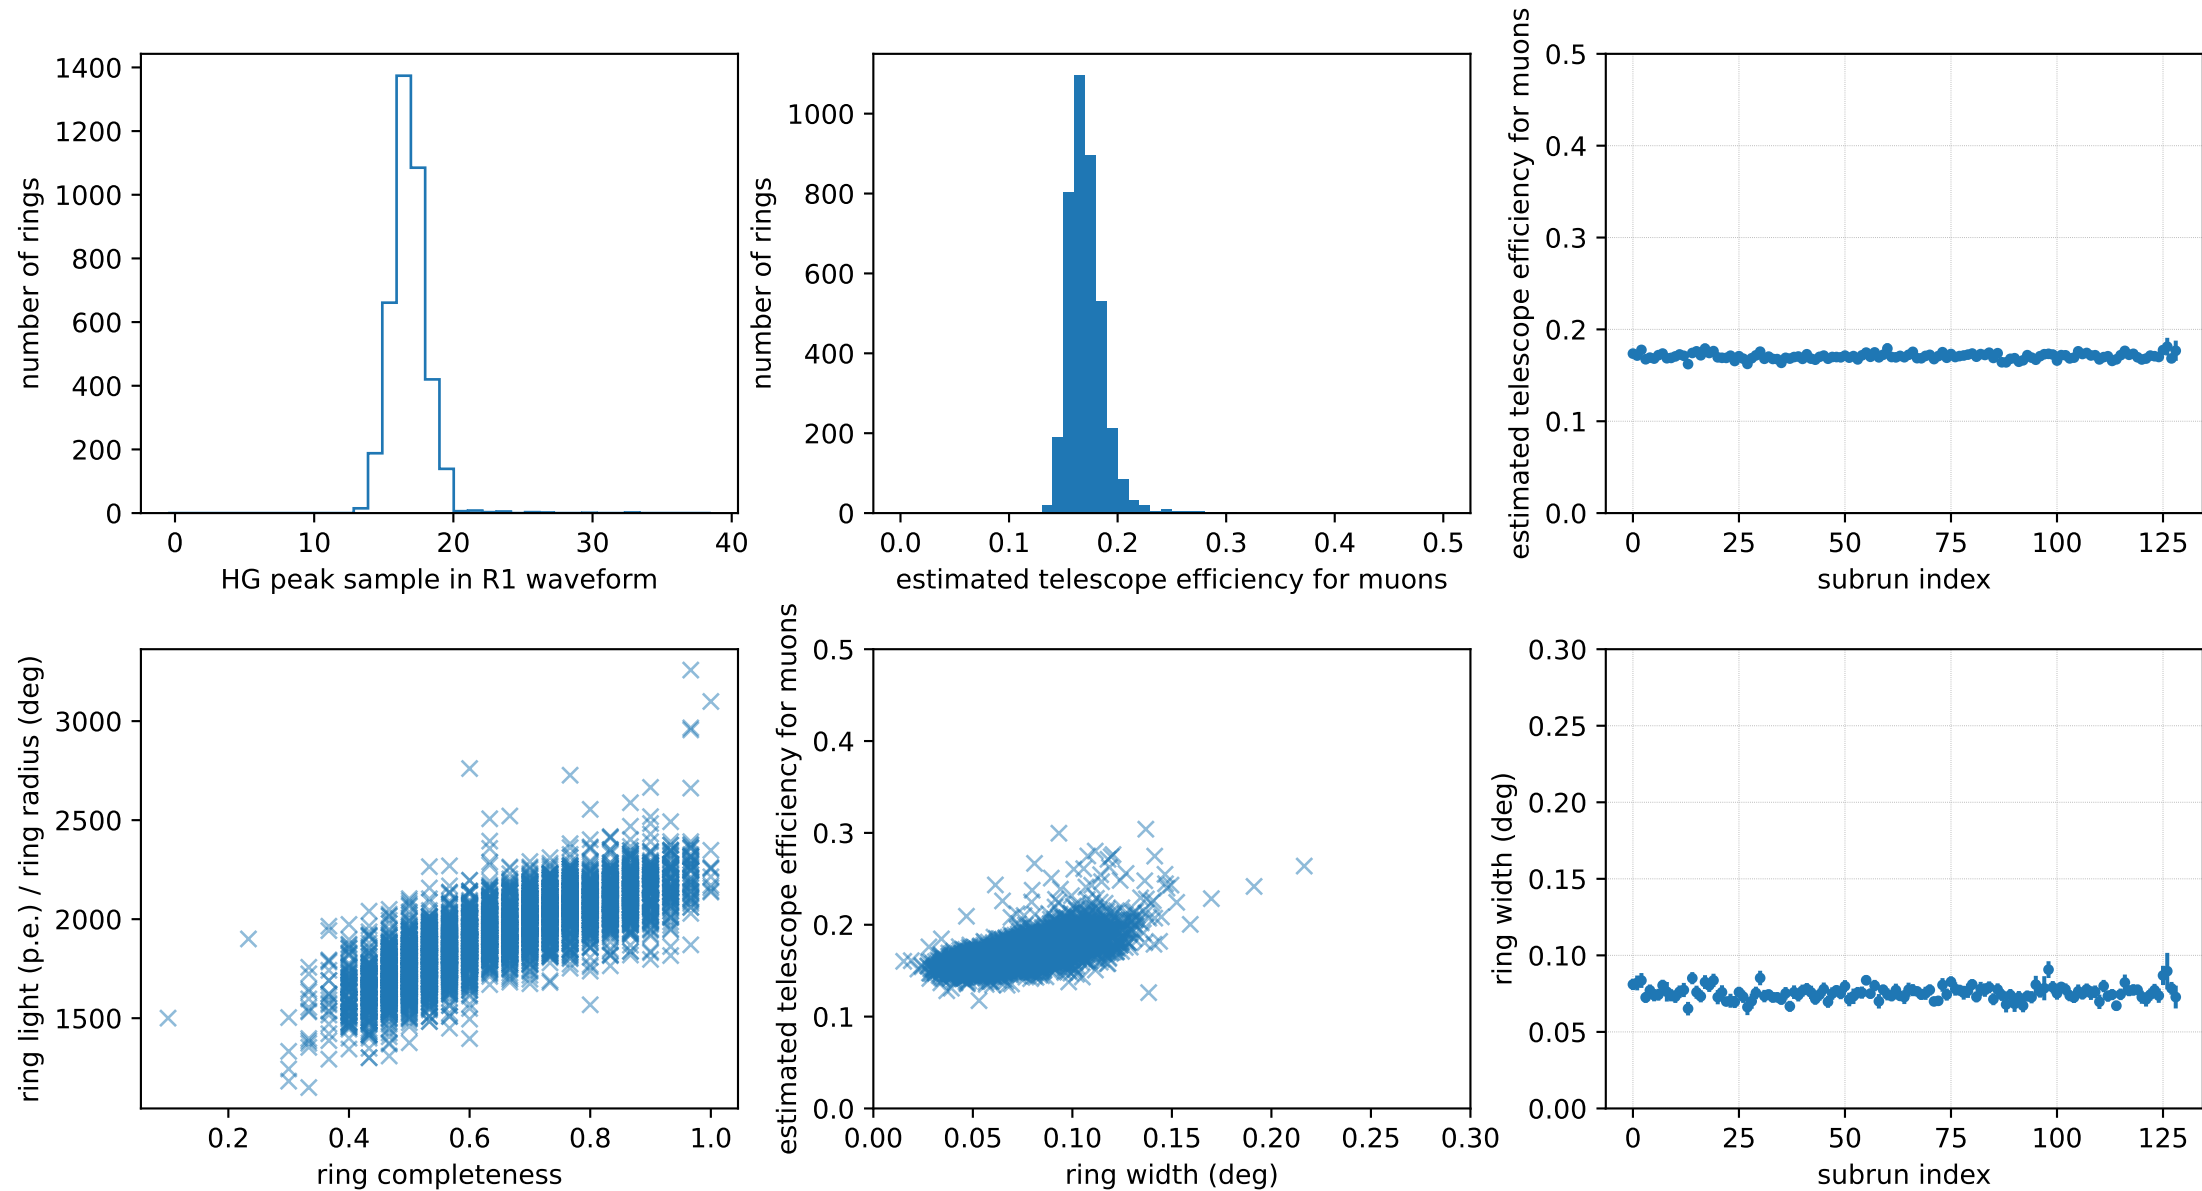 number of rings
1400
1200
1000
800
600
400
200
0
0 10 20 30 40
HG peak sample in R1 waveform
number of rings
1000
800
600
400
200
0
0.0 0.1 0.2 0.3 0.4 0.5
estimated telescope efficiency for muons
estimated telescope efficiency for muons
0.5
0.4
0.3
0.2
0.1
0.0
0 25 50 75 100 125
subrun index
ring light (p.e.) / ring radius (deg)
3000
2500
2000
1500
0.2 0.4 0.6 0.8 1.0
ring completeness
estimated telescope efficiency for muons
0.5
0.4
0.3
0.2
0.1
0.0
0.00 0.05 0.10 0.15 0.20 0.25 0.30
ring width (deg)
ring width (deg)
0.30
0.25
0.20
0.15
0.10
0.05
0.00
0 25 50 75 100 125
subrun index